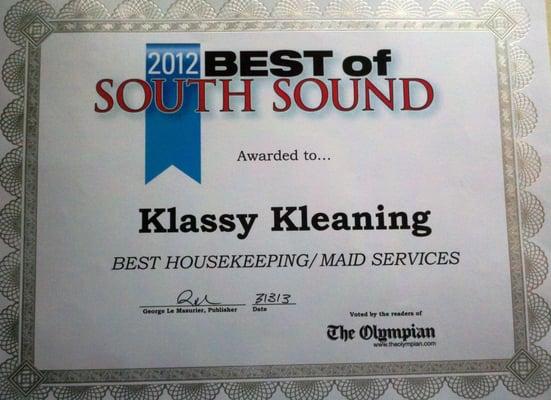 2012 BEST of
SOUTH SOUND
Awarded to...
Klassy Kleaning
BEST HOUSEKEEPING/ MAID SERVICES
3/3/13
George Le Masurier, Publisher Date
Voted by the readers of
The Olympian
www.theolympian.com